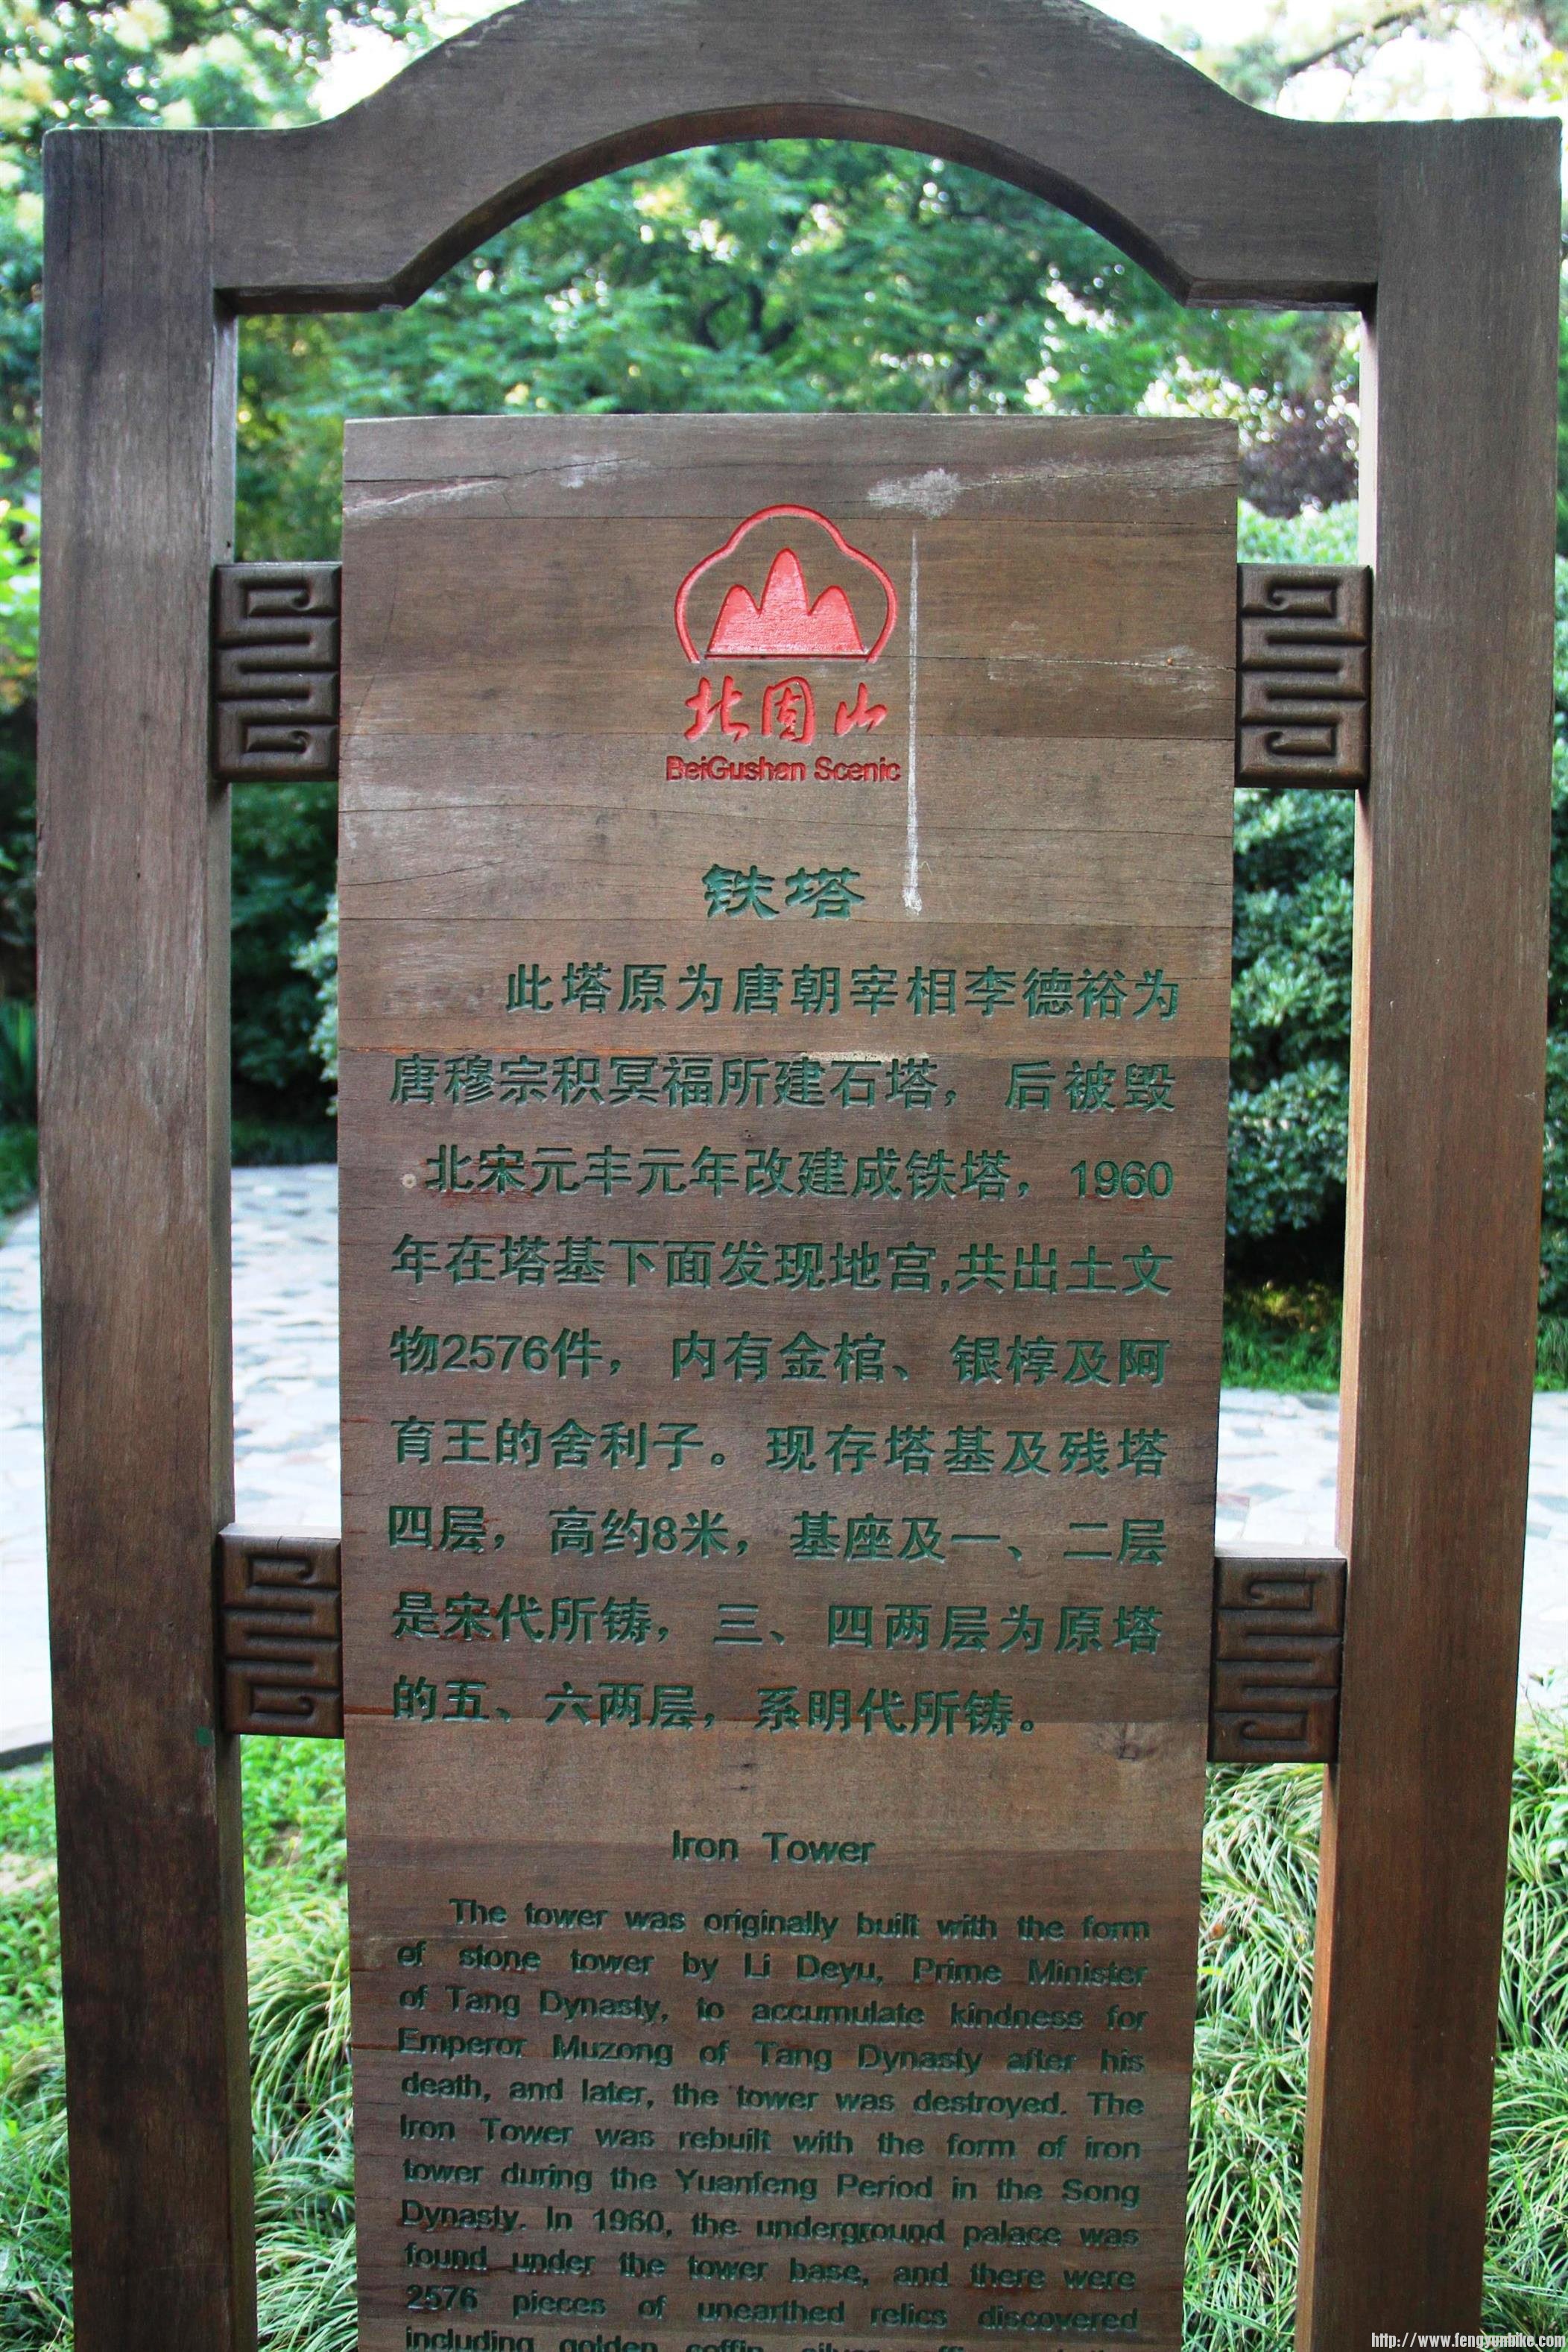 北固山
BeiGushan Scenic
铁塔
此塔原为唐朝宰相李德裕为
唐穆宗积冥福所建石塔，后被毁
。北宋元丰元年改建成铁塔，1960
年在塔基下面发现地宫,共出土文
物2576件，内有金棺、银椁及阿
育王的舍利子。现存塔基及残塔
四层，高约8米，基座及一、二层
是宋代所铸，三、四两层为原塔
的五、六两层，系明代所铸。
Iron Tower
The tower was originally built with the form
of stone tower by Li Deyu, Prime Minister
of Tang Dynasty, to accumulate kindness for
Emperor Muzong of Tang Dynasty after his
death, and later, the tower was destroyed. The
Iron Tower was rebuilt with the form of iron
tower during the Yuanfeng Period in the Song
Dynasty. In 1960, the underground palace was
found under the tower base, and there were
2576 pieces of unearthed relics discovered
including golden coffin
http://www.fengyunbike.com